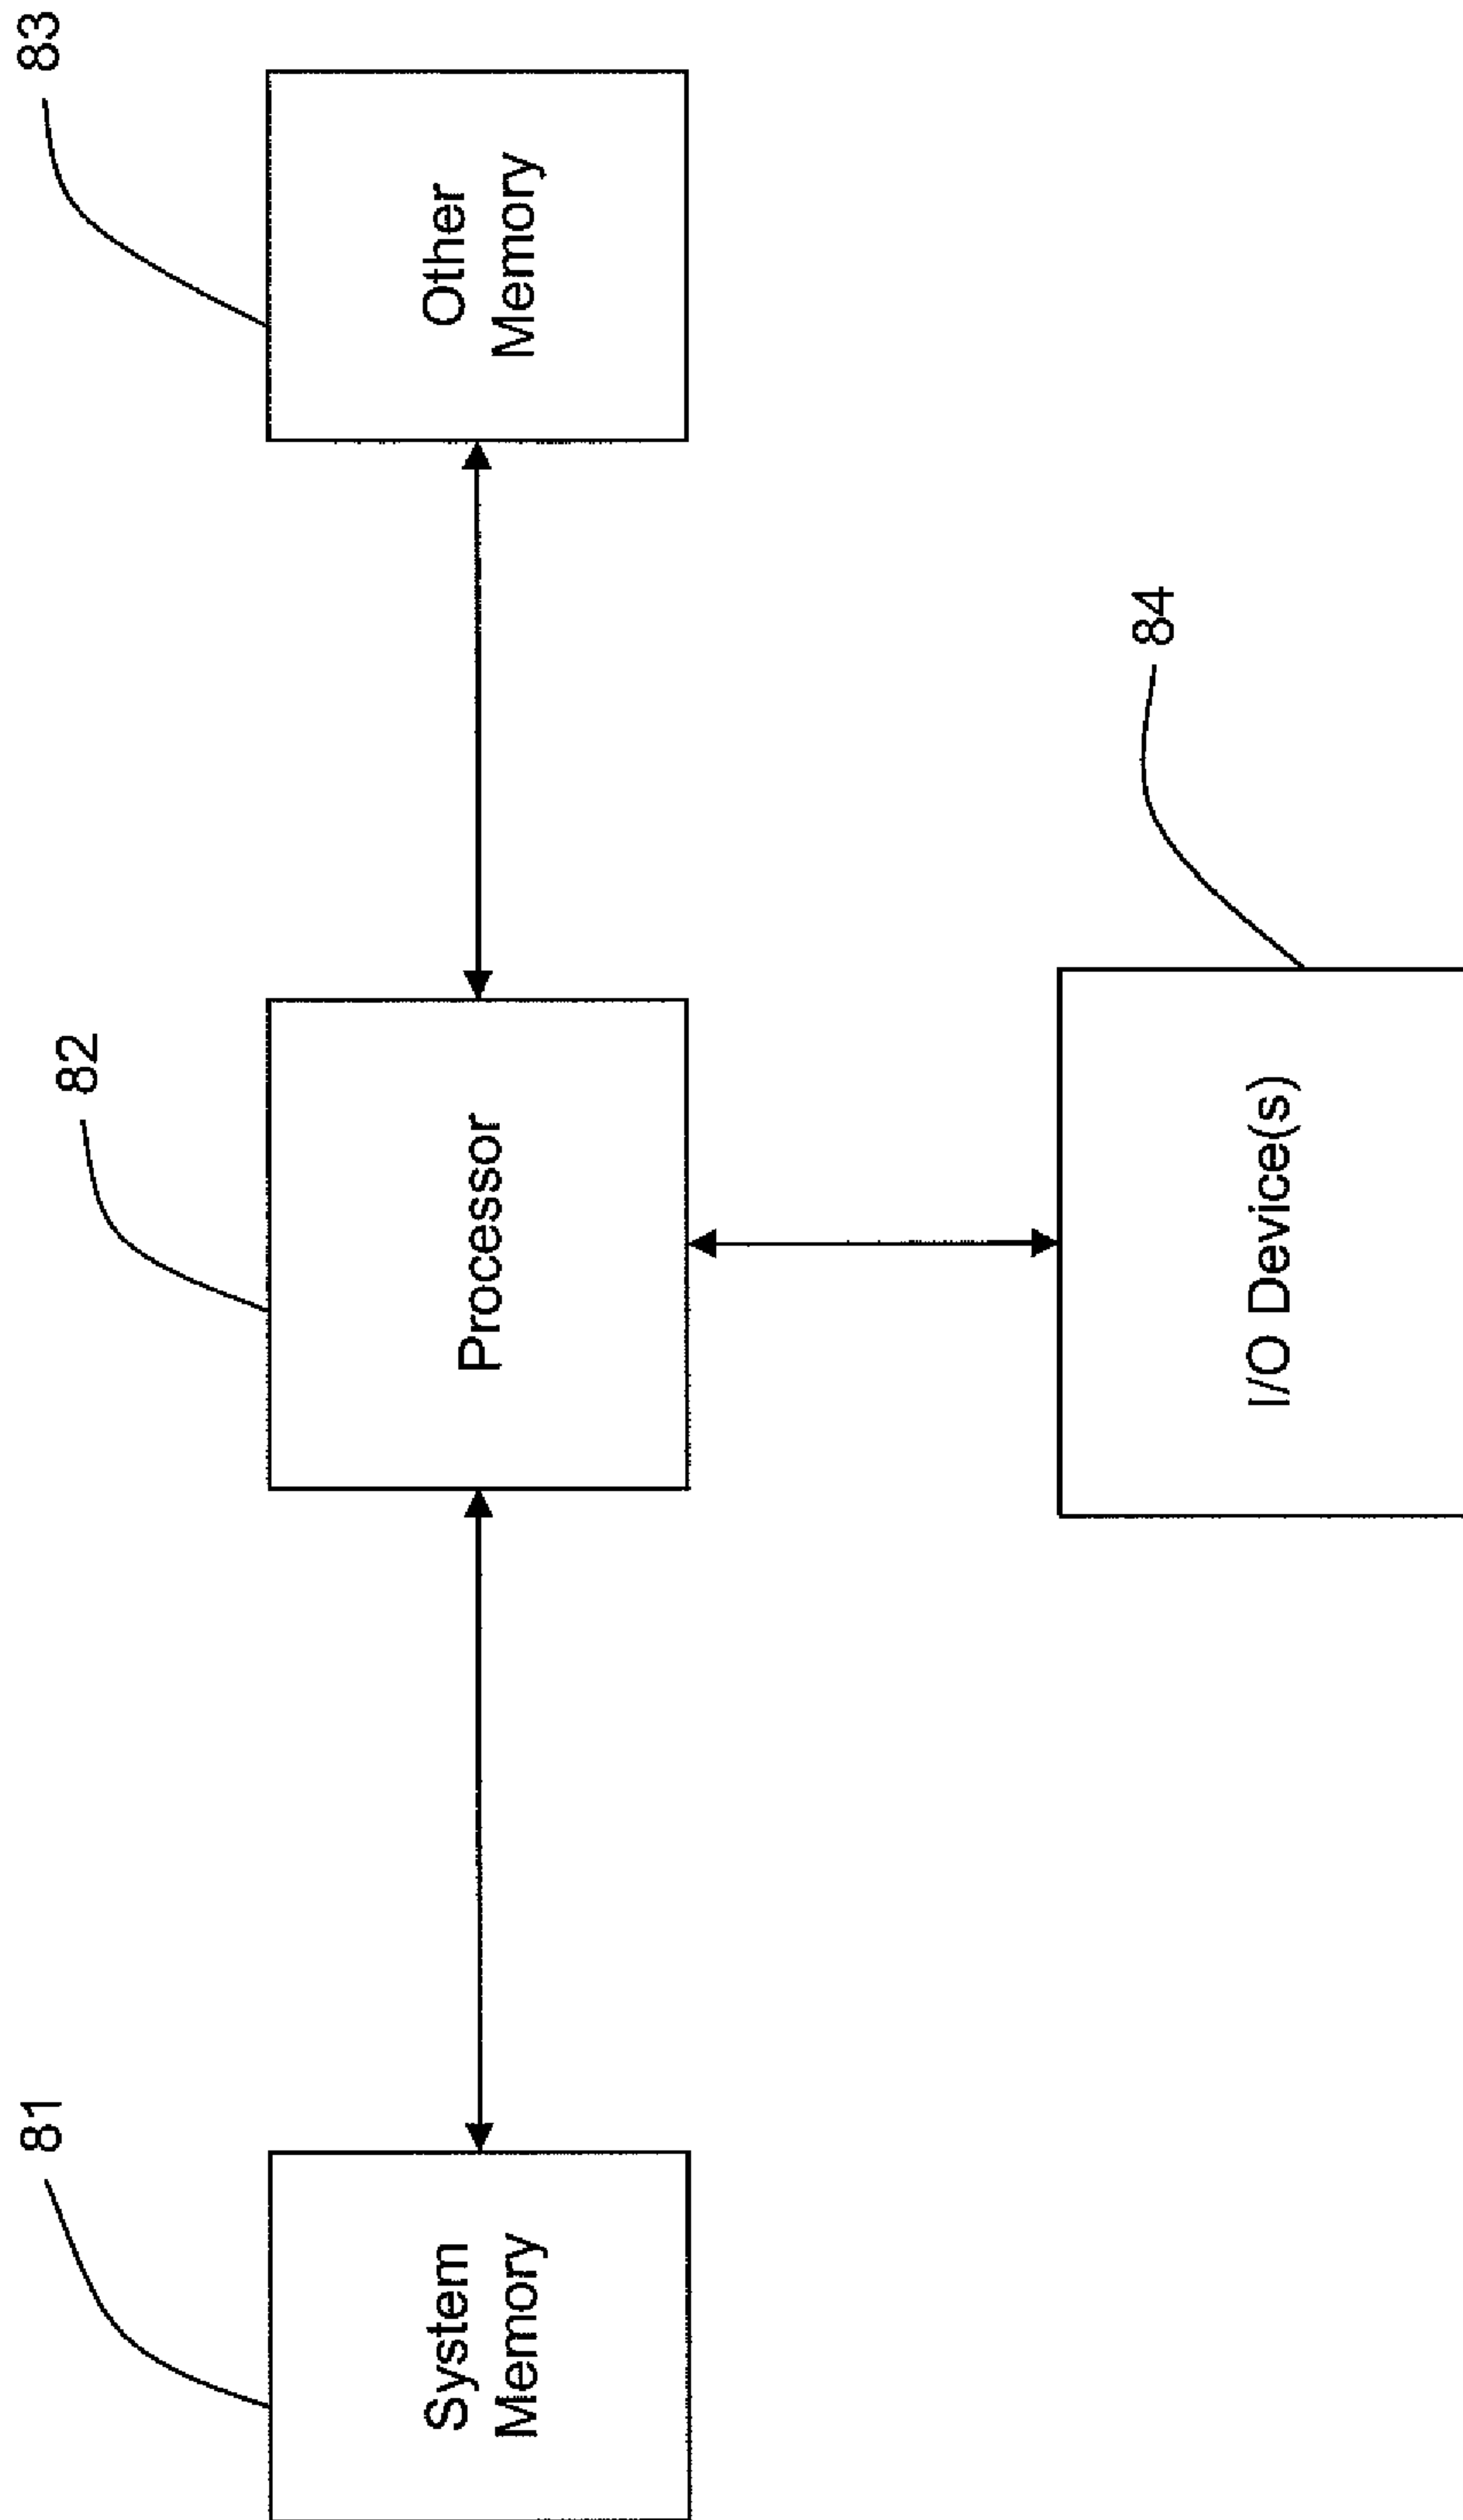 81
82
83
System
Memory
Processor
Other
Memory
84
I/O Device(s)